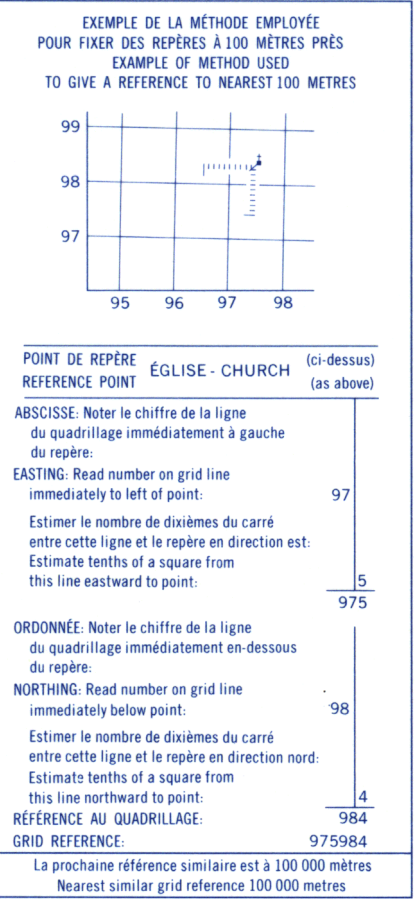 EXEMPLE DE LA MÉTHODE EMPLOYÉE
POUR FIXER DES REPÈRES À 100 MÈTRES PRÈS
EXAMPLE OF METHOD USED
TO GIVE A REFERENCE TO NEAREST 100 METRES
99
98
97
95 96 97 98
POINT DE REPÈRE
REFERENCE POINT
ÉGLISE - CHURCH
(ci-dessus)
(as above)
ABSCISSE: Noter le chiffre de la ligne
du quadrillage immédiatement à gauche
du repère:
EASTING: Read number on grid line
immediately to left of point: 97
Estimer le nombre de dixièmes du carré
entre cette ligne et le repère en direction est:
Estimate tenths of a square from
this line eastward to point: 5
975
ORDONNÉE: Noter le chiffre de la ligne
du quadrillage immédiatement en-dessous
du repère:
NORTHING: Read number on grid line
immediately below point: 98
Estimer le nombre de dixièmes du carré
entre cette ligne et le repère en direction nord:
Estimate tenths of a square from
this line northward to point: 4
RÉFÉRENCE AU QUADRILLAGE: 984
GRID REFERENCE: 975984
La prochaine référence similaire est à 100 000 mètres
Nearest similar grid reference 100 000 metres